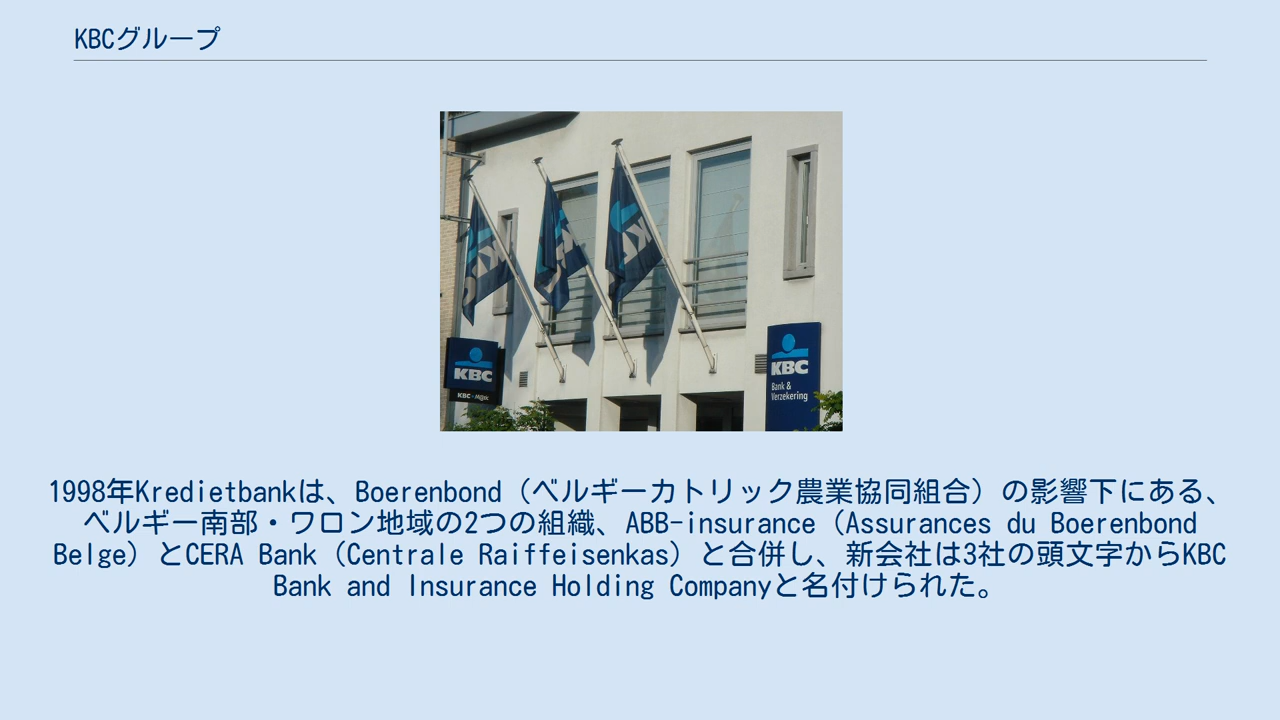 KBCグループ
KBC
KBC
Bank &
Verzekering
1998年Kredietbankは、Boerenbond（ベルギーカトリック農業協同組合）の影響下にある、
ベルギー南部・ワロン地域の2つの組織、ABB-insurance（Assurances du Boerenbond
Belge）とCERA Bank（Centrale Raiffeisenkas）と合併し、新会社は3社の頭文字からKBC
Bank and Insurance Holding Companyと名付けられた。